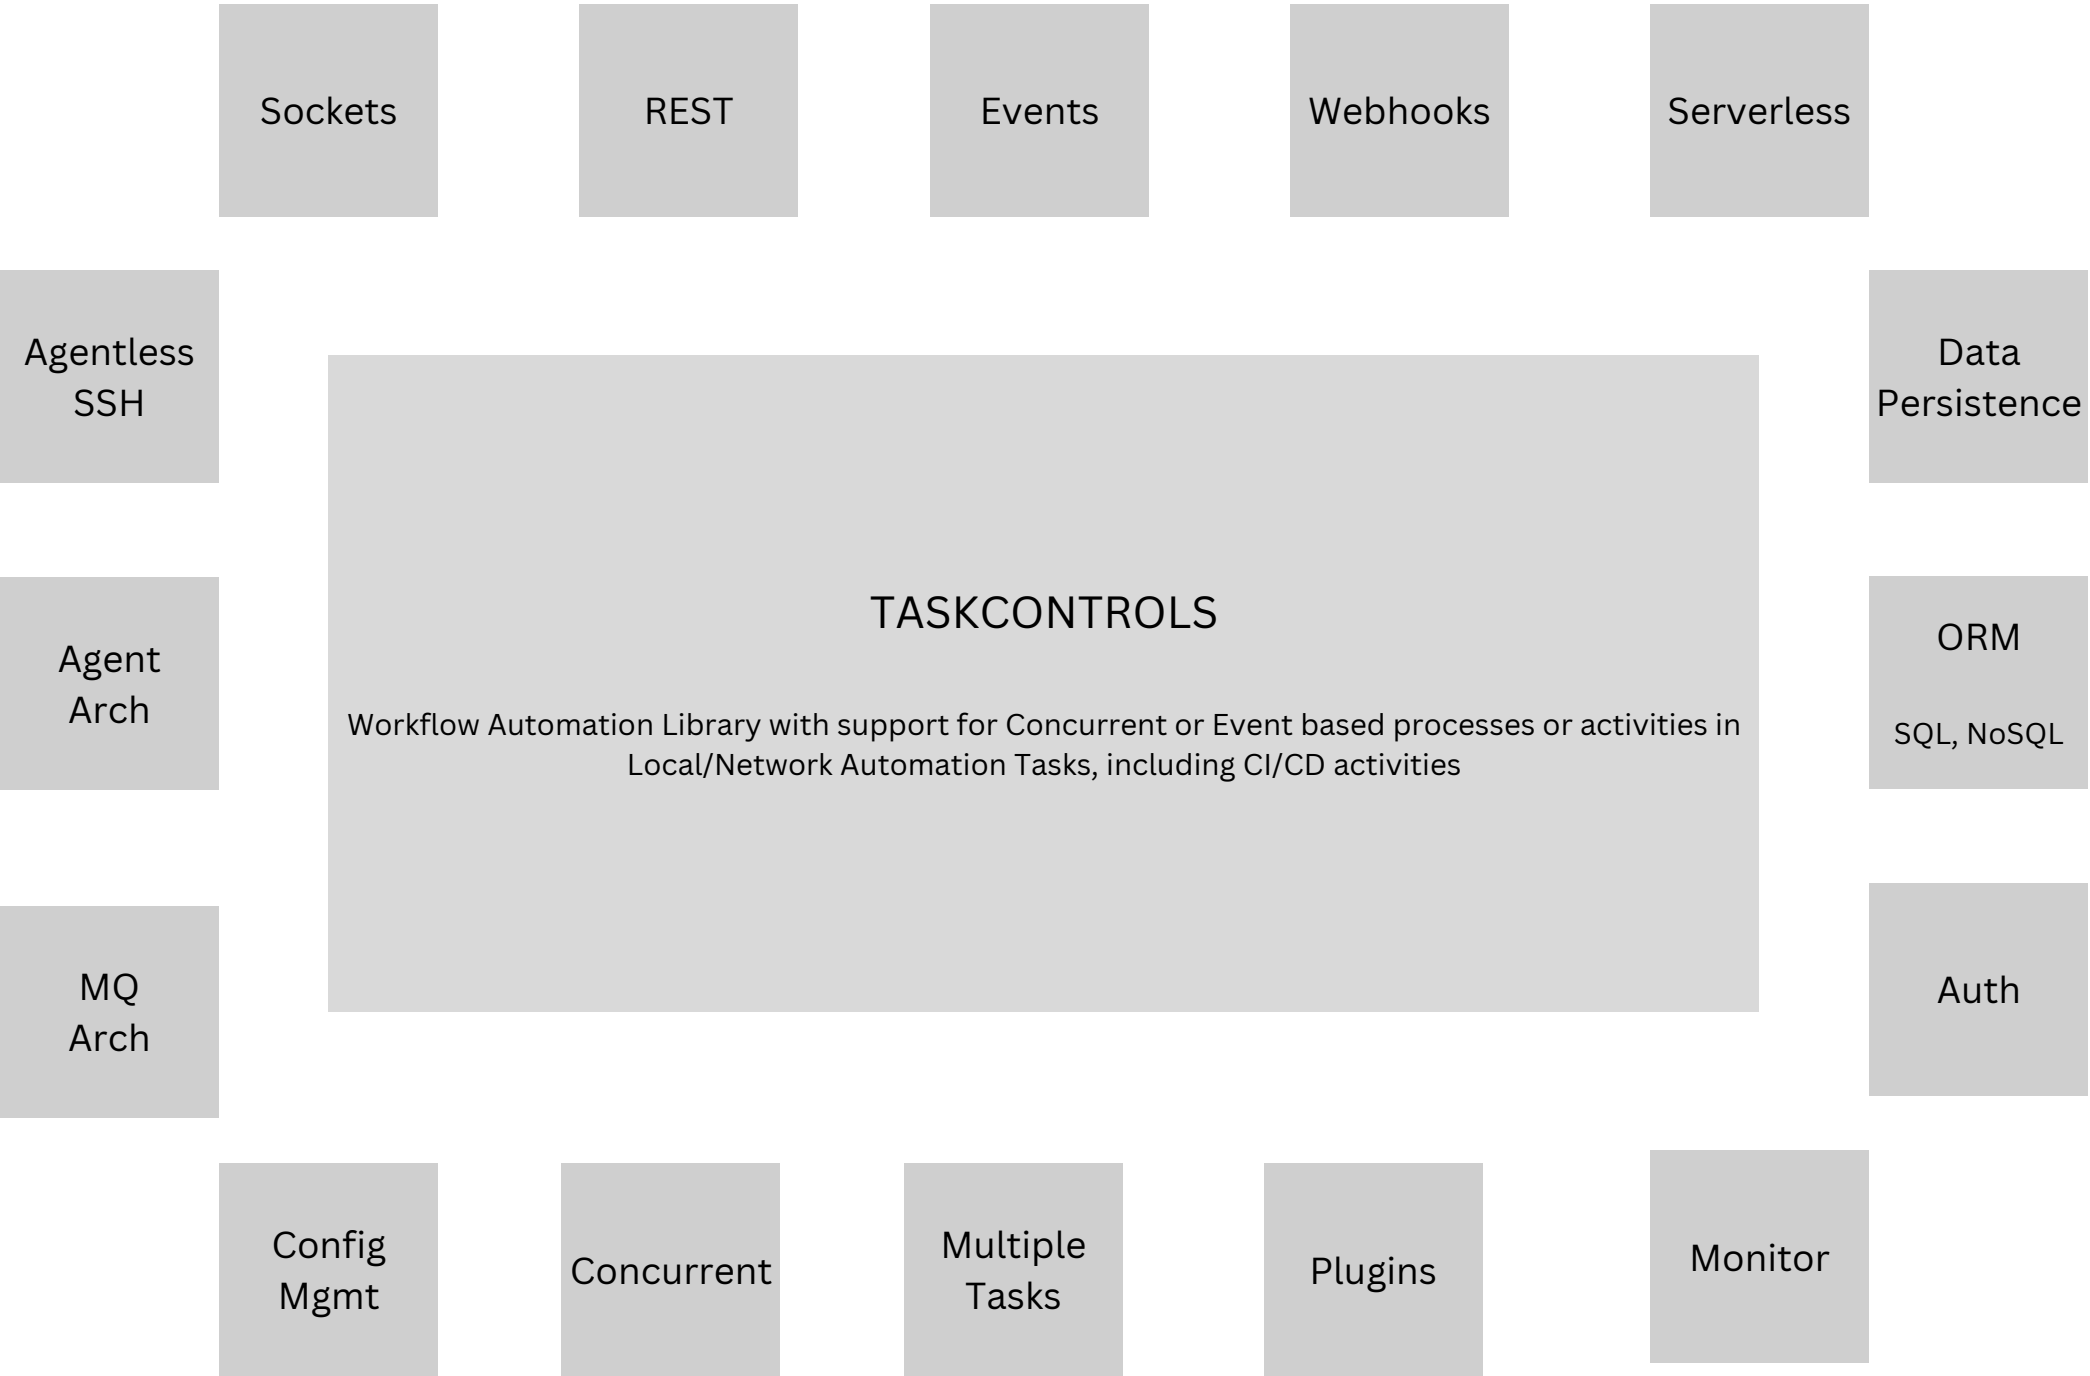 Sockets
REST
Events
Webhooks
Serverless
Agentless
SSH
Data
Persistence
TASKCONTROLS
Workflow Automation Library with support for Concurrent or Event based processes or activities in
Local/Network Automation Tasks, including CI/CD activities
Agent
Arch
ORM
SQL, NoSQL
MQ
Arch
Auth
Config
Mgmt
Concurrent
Multiple
Tasks
Plugins
Monitor